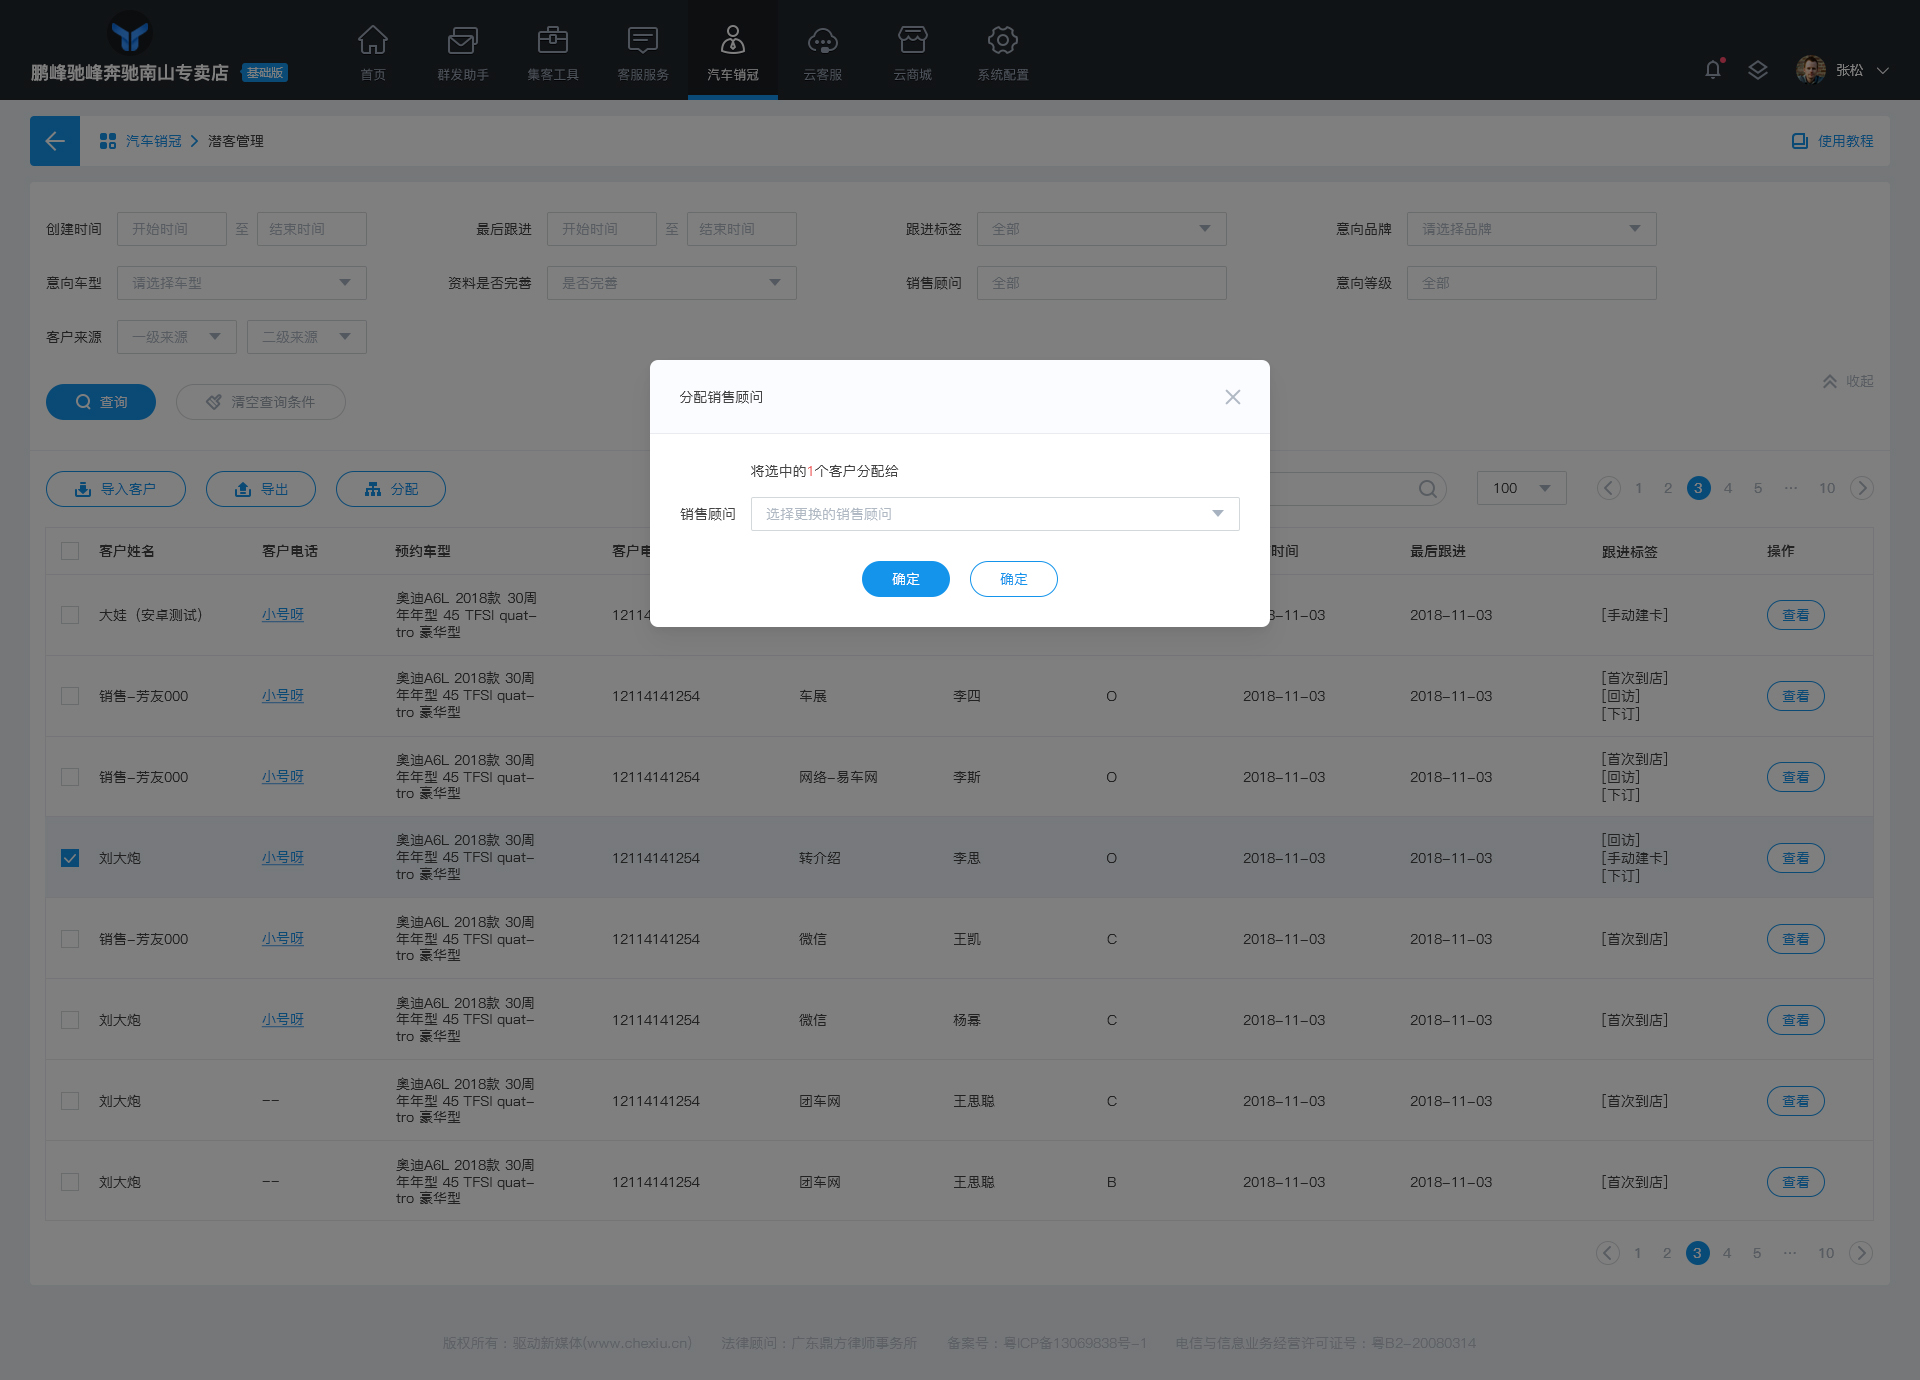 鹏峰驰峰奔驰南山专卖店 基础版
首页 群发助手 集客工具 客服服务 汽车销冠 云客服 云商城 系统配置
张松
汽车销冠 潜客管理 使用教程
创建时间 开始时间 至 结束时间 最后跟进 开始时间 至 结束时间 跟进标签 全部 意向品牌 请选择品牌
意向车型 请选择车型 资料是否完善 是否完善 销售顾问 全部 意向等级 全部
客户来源 一级来源 二级来源
收起
查询 清空查询条件
分配销售顾问
将选中的1个客户分配给
销售顾问 选择更换的销售顾问
确定 确定
导入客户 导出 分配 100 1 2 3 4 5 ··· 10
客户姓名 客户电话 预约车型 客户电 时间 最后跟进 跟进标签 操作
大娃（安卓测试） 小号呀 奥迪A6L 2018款 30周
年年型 45 TFSI quat-
tro 豪华型 12114 -11-03 2018-11-03 [手动建卡] 查看
销售-芳友000 小号呀 奥迪A6L 2018款 30周
年年型 45 TFSI quat-
tro 豪华型 12114141254 车展 李四 O 2018-11-03 2018-11-03 [首次到店]
[回访]
[下订] 查看
销售-芳友000 小号呀 奥迪A6L 2018款 30周
年年型 45 TFSI quat-
tro 豪华型 12114141254 网络-易车网 李斯 O 2018-11-03 2018-11-03 [首次到店]
[回访]
[下订] 查看
刘大炮 小号呀 奥迪A6L 2018款 30周
年年型 45 TFSI quat-
tro 豪华型 12114141254 转介绍 李思 O 2018-11-03 2018-11-03 [回访]
[手动建卡]
[下订] 查看
销售-芳友000 小号呀 奥迪A6L 2018款 30周
年年型 45 TFSI quat-
tro 豪华型 12114141254 微信 王凯 C 2018-11-03 2018-11-03 [首次到店] 查看
刘大炮 小号呀 奥迪A6L 2018款 30周
年年型 45 TFSI quat-
tro 豪华型 12114141254 微信 杨幂 C 2018-11-03 2018-11-03 [首次到店] 查看
刘大炮 -- 奥迪A6L 2018款 30周
年年型 45 TFSI quat-
tro 豪华型 12114141254 团车网 王思聪 C 2018-11-03 2018-11-03 [首次到店] 查看
刘大炮 -- 奥迪A6L 2018款 30周
年年型 45 TFSI quat-
tro 豪华型 12114141254 团车网 王思聪 B 2018-11-03 2018-11-03 [首次到店] 查看
1 2 3 4 5 ··· 10
版权所有：驱动新媒体(www.chexiu.cn) 法律顾问：广东鼎方律师事务所 备案号：粤ICP备13069838号-1 电信与信息业务经营许可证号：粤B2-20080314